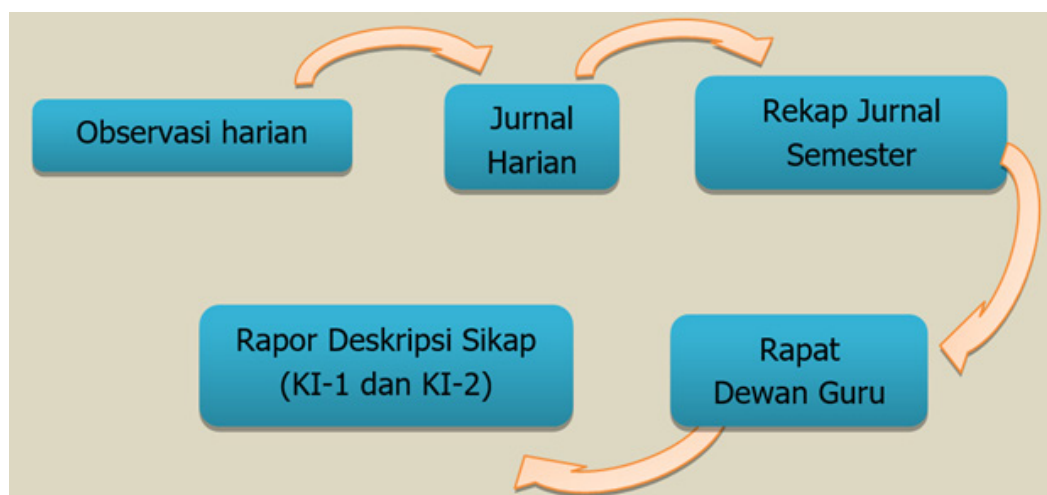 Observasi harian
Jurnal
Harian
Rekap Jurnal
Semester
Rapat
Dewan Guru
Rapor Deskripsi Sikap
(KI-1 dan KI-2)